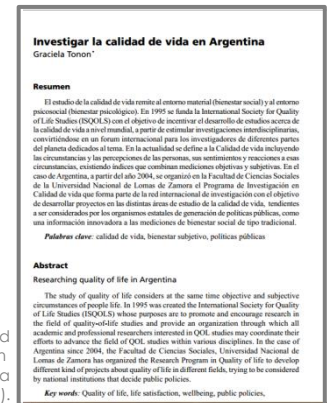 Investigar la calidad de vida en Argentina
Graciela Tonon*
Resumen
El estudio de la calidad de vida remite al entorno material (bienestar social) y al entorno
psicosocial (bienestar psicológico). En 1995 se funda la International Society for Quality
of Life Studies (ISQOLS) con el objetivo de incentivar el desarrollo de estudios acerca de
la calidad de vida a nivel mundial, a partir de estimular investigaciones interdisciplinarias,
convirtiéndose en un forum internacional para los investigadores de diferentes partes
del planeta dedicados al tema. En la actualidad se define a la Calidad de vida incluyendo
las circunstancias y las percepciones de las personas, sus sentimientos y reacciones a esas
circunstancias, existiendo índices que combinan mediciones objetivas y subjetivas. En el
caso de Argentina, a partir del año 2004, se organizó en la Facultad de Ciencias Sociales
de la Universidad Nacional de Lomas de Zamora el Programa de Investigación en
Calidad de vida que forma parte de la red internacional de investigación con el objetivo
de desarrollar proyectos en las distintas áreas de estudio de la calidad de vida, tendientes
a ser considerados por los organismos estatales de generación de políticas públicas, como
una información innovadora a las mediciones de bienestar social de tipo tradicional.
Palabras clave: calidad de vida, bienestar subjetivo, políticas públicas
Abstract
Researching quality of life in Argentina
The study of quality of life considers at the same time objective and subjective
circumstances of people life. In 1995 was created the International Society for Quality
of Life Studies (ISQOLS) whose purposes are to promote and encourage research in
the field of quality-of-life studies and provide an organization through which all
academic and professional researchers interested in QOL studies may coordinate their
efforts to advance the field of QOL studies within various disciplines. In the case of
Argentina since 2004, the Facultad de Ciencias Sociales, Universidad Nacional de
Lomas de Zamora has organized the Research Program in Quality of life to develop
different kind of projects about quality of life in different fields, trying to be considered
by national institutions that decide public policies.
Key words: Quality of life, life satisfaction, wellbeing, public policies,
d
n
a
).